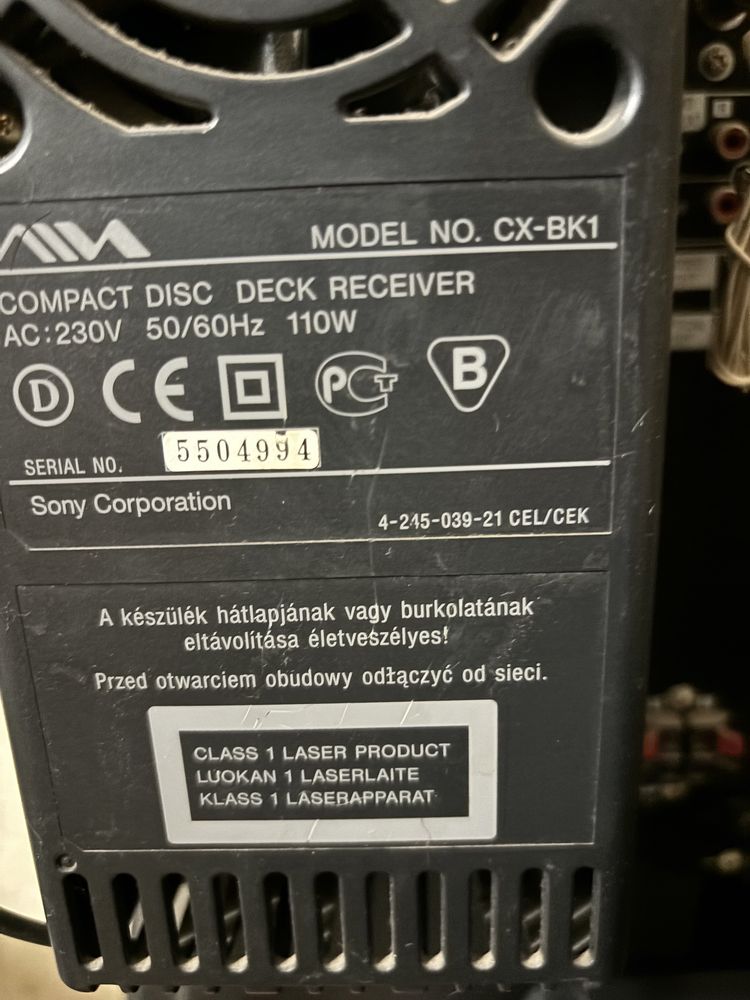 AIWA
MODEL NO. CX-BK1
COMPACT DISC DECK RECEIVER
AC:230V 50/60Hz 110W
D CE PCT B
SERIAL NO. 5504994
Sony Corporation
4-245-039-21 CEL/CEK
A készülék hátlapjának vagy burkolatának
eltávolítása életveszélyes!
Przed otwarciem obudowy odłączyć od sieci.
CLASS 1 LASER PRODUCT
LUOKAN 1 LASERLAITE
KLASS 1 LASERAPPARAT